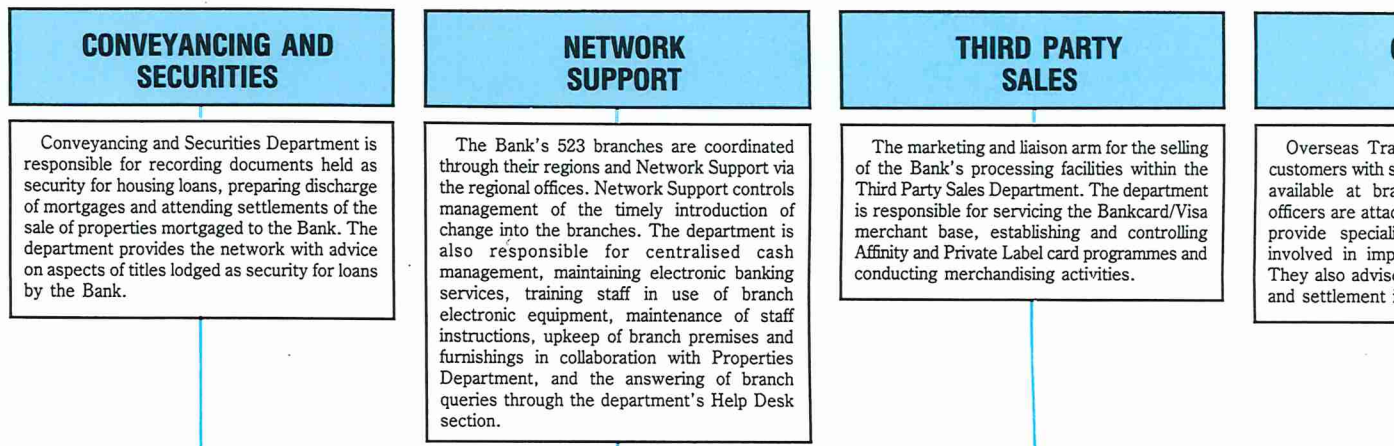 CONVEYANCING AND
SECURITIES
Conveyancing and Securities Department is
responsible for recording documents held as
security for housing loans, preparing discharge
of mortgages and attending settlements of the
sale of properties mortgaged to the Bank. The
department provides the network with advice
on aspects of titles lodged as security for loans
by the Bank.
NETWORK
SUPPORT
The Bank's 523 branches are coordinated
through their regions and Network Support via
the regional offices. Network Support controls
management of the timely introduction of
change into the branches. The department is
also responsible for centralised cash
management, maintaining electronic banking
services, training staff in use of branch
electronic equipment, maintenance of staff
instructions, upkeep of branch premises and
furnishings in collaboration with Properties
Department, and the answering of branch
queries through the department's Help Desk
section.
THIRD PARTY
SALES
The marketing and liaison arm for the selling
of the Bank's processing facilities within the
Third Party Sales Department. The department
is responsible for servicing the Bankcard/Visa
merchant base, establishing and controlling
Affinity and Private Label card programmes and
conducting merchandising activities.
Overseas
customers with
available at
officers are
provide
involved in
They also
and settlement